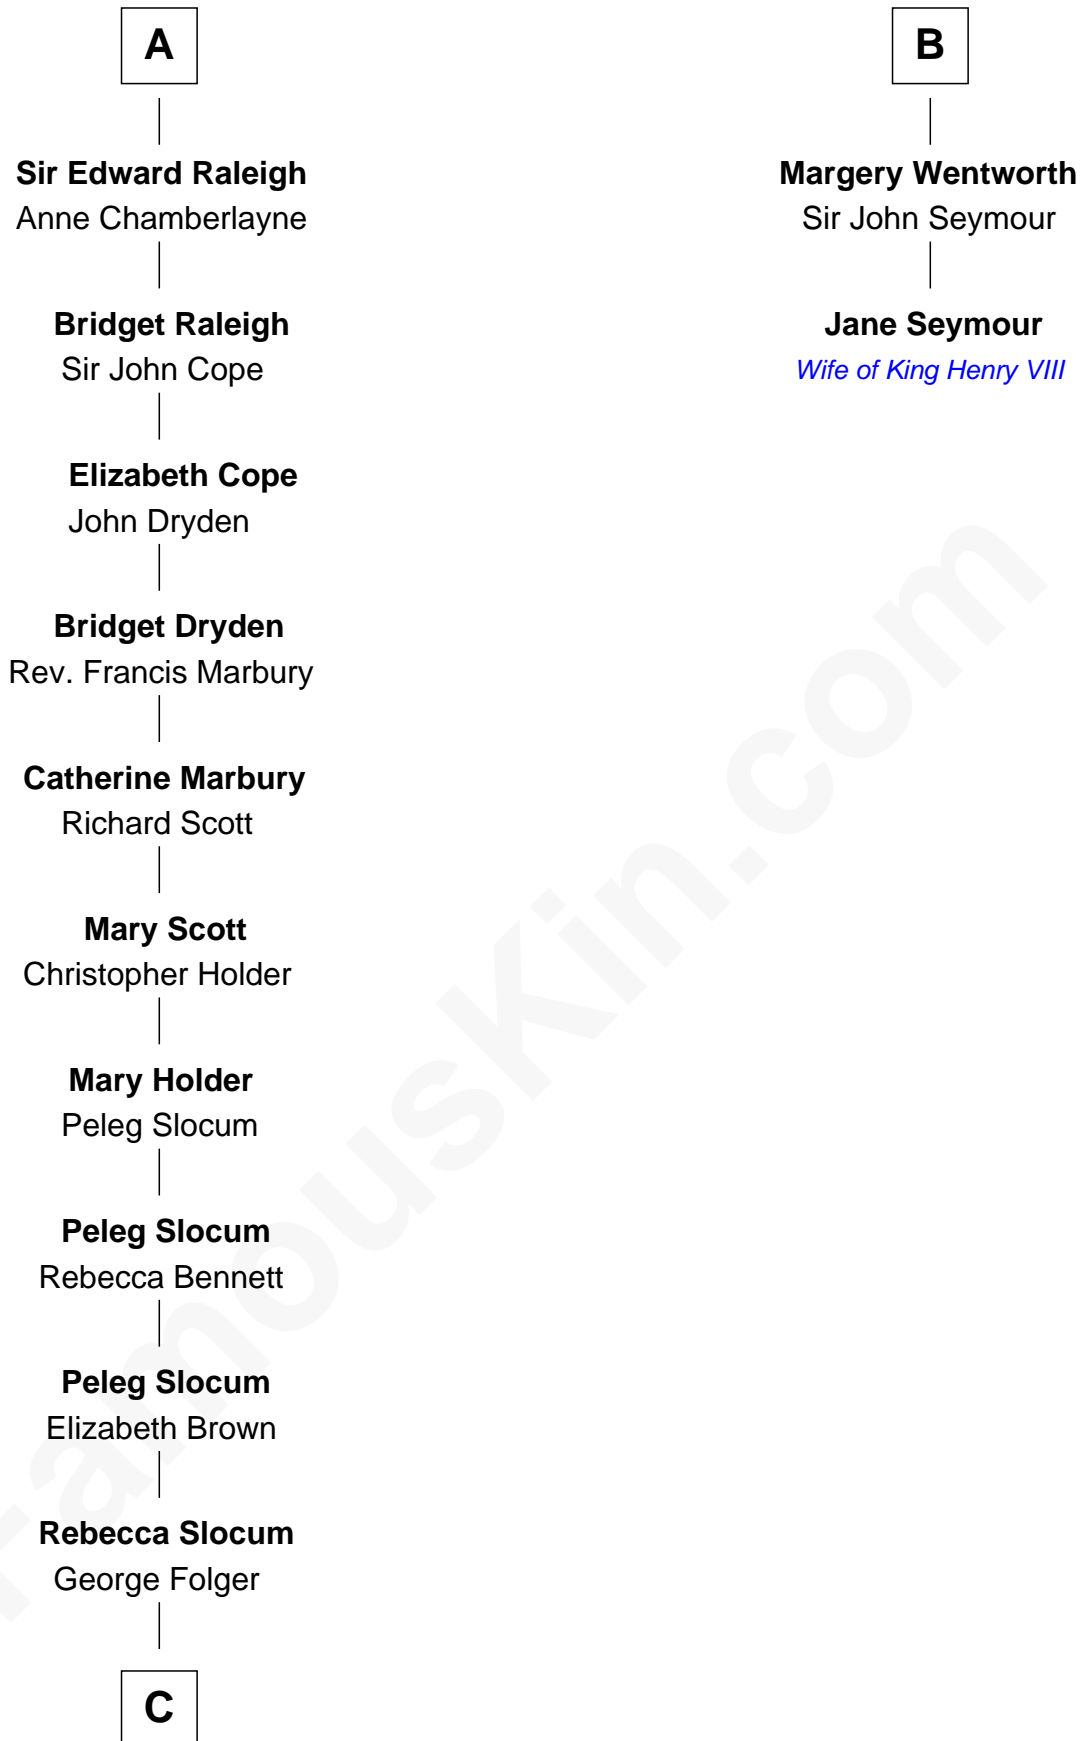 A
Sir Edward Raleigh
Anne Chamberlayne
Bridget Raleigh
Sir John Cope
Elizabeth Cope
John Dryden
Bridget Dryden
Rev. Francis Marbury
Catherine Marbury
Richard Scott
Mary Scott
Christopher Holder
Mary Holder
Peleg Slocum
Peleg Slocum
Rebecca Bennett
Peleg Slocum
Elizabeth Brown
Rebecca Slocum
George Folger
C
B
Margery Wentworth
Sir John Seymour
Jane Seymour
Wife of King Henry VIII
FamousKin.com